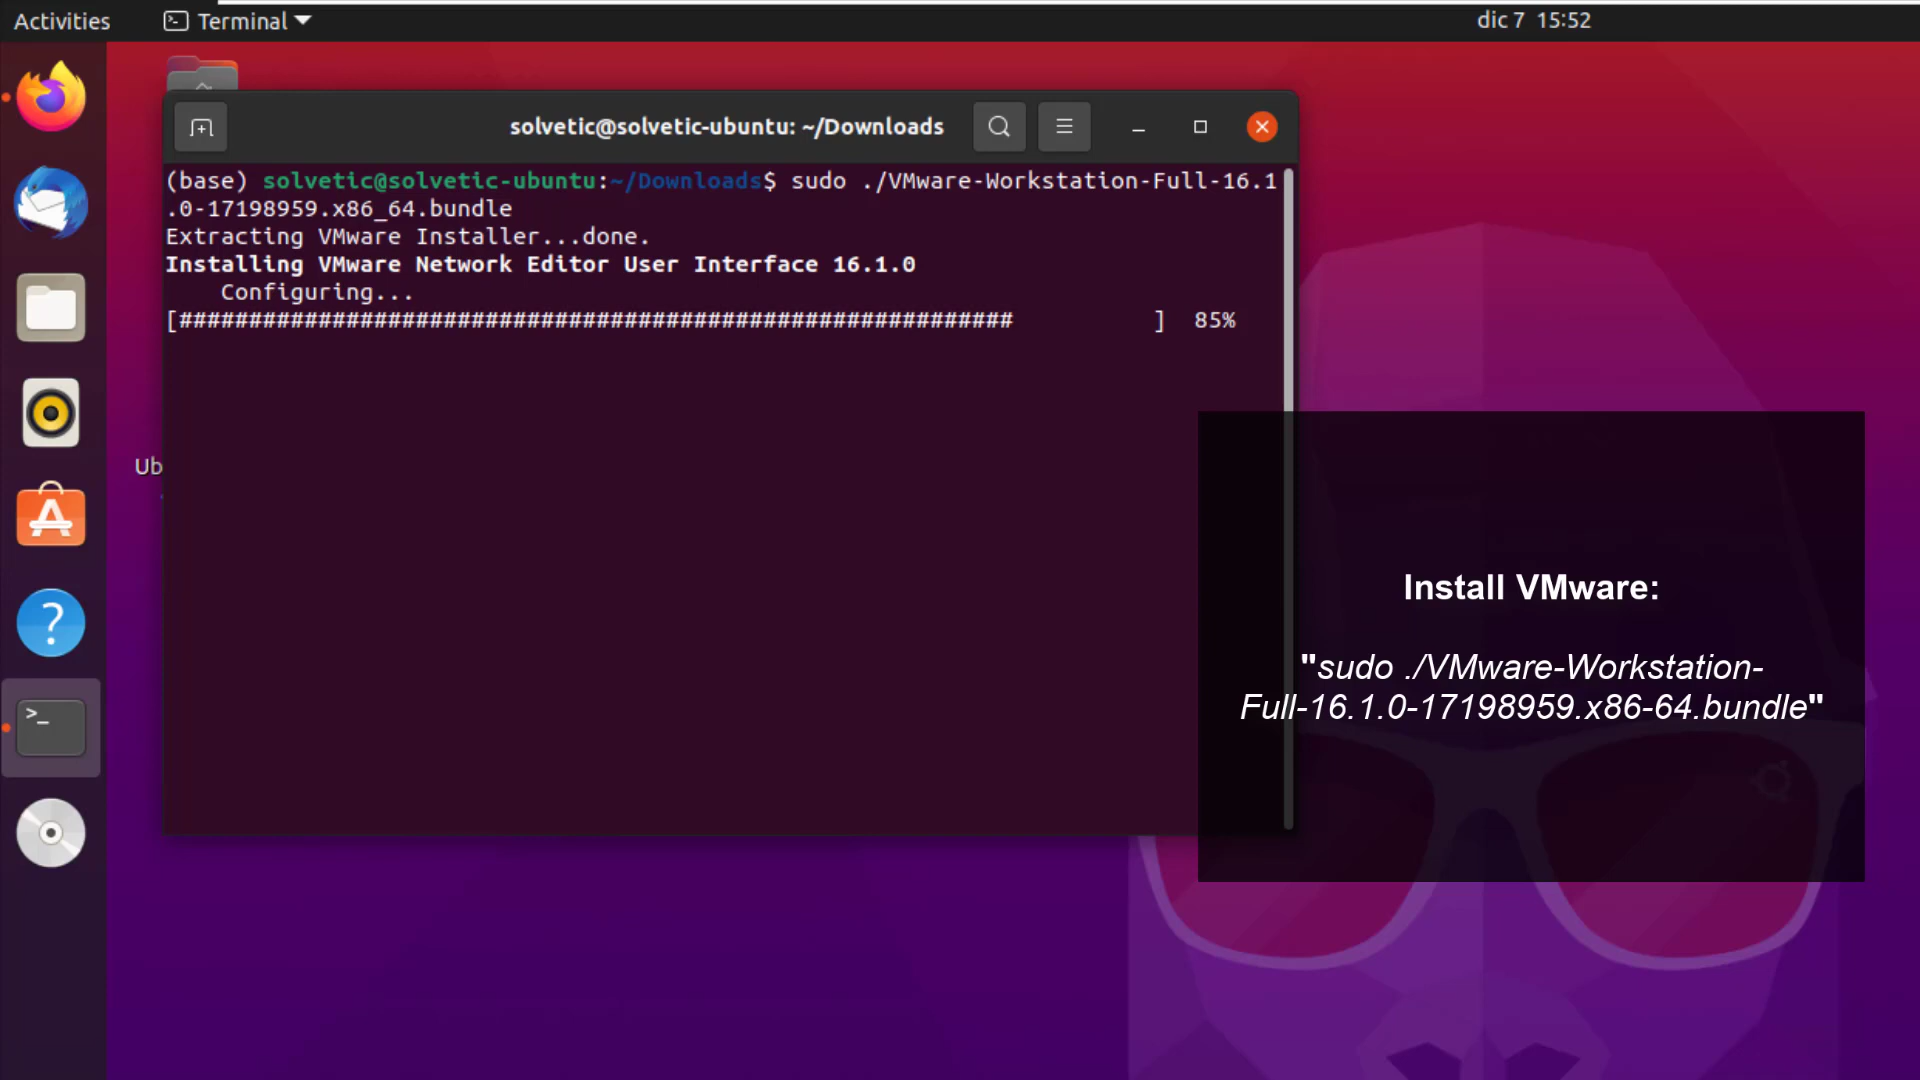 Activities
Terminal
dic 7 15:52
solvetic@solvetic-ubuntu: ~/Downloads
(base) solvetic@solvetic-ubuntu:~/Downloads$ sudo ./VMware-Workstation-Full-16.1
.0-17198959.x86_64.bundle
Extracting VMware Installer...done.
Installing VMware Network Editor User Interface 16.1.0
Configuring...
[############################################################          ]  85%
Ub
Install VMware:
"sudo ./VMware-Workstation-
Full-16.1.0-17198959.x86-64.bundle"